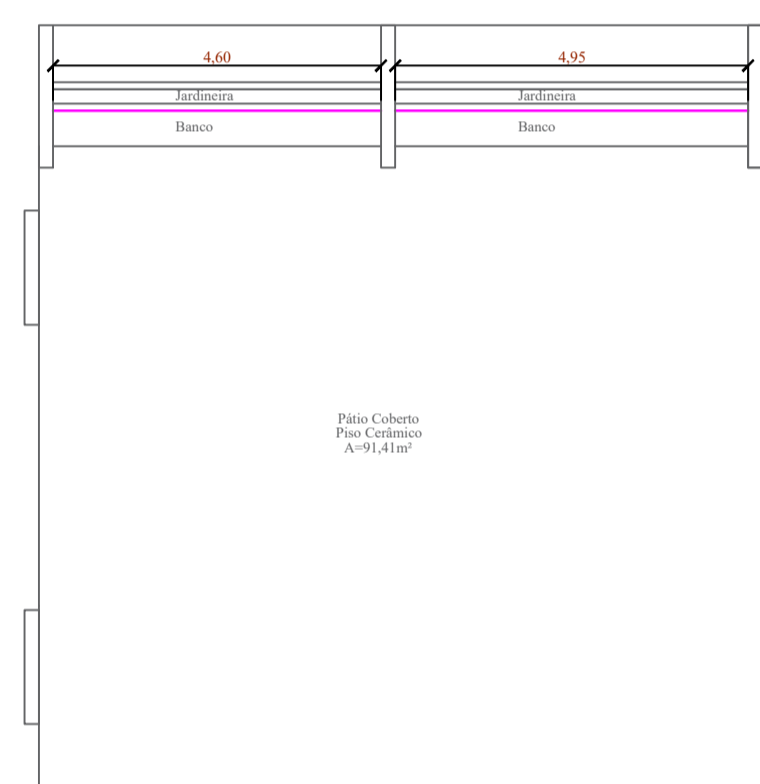 4,60
4,95
Jardineira
Jardineira
Banco
Banco
Pátio Coberto
Piso Cerâmico
A=91,41m²